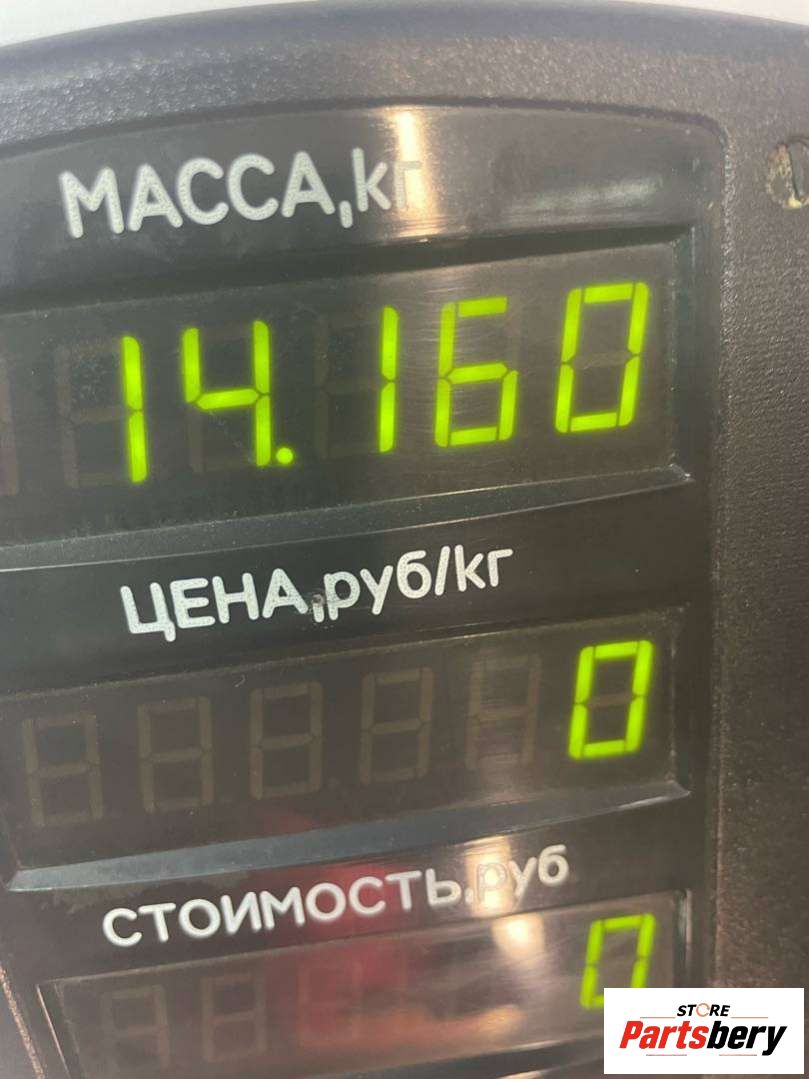 МАССА,кг
14.160
ЦЕНА,руб/кг
0
СТОИМОСТЬ,руб
0
STORE
Partsbery